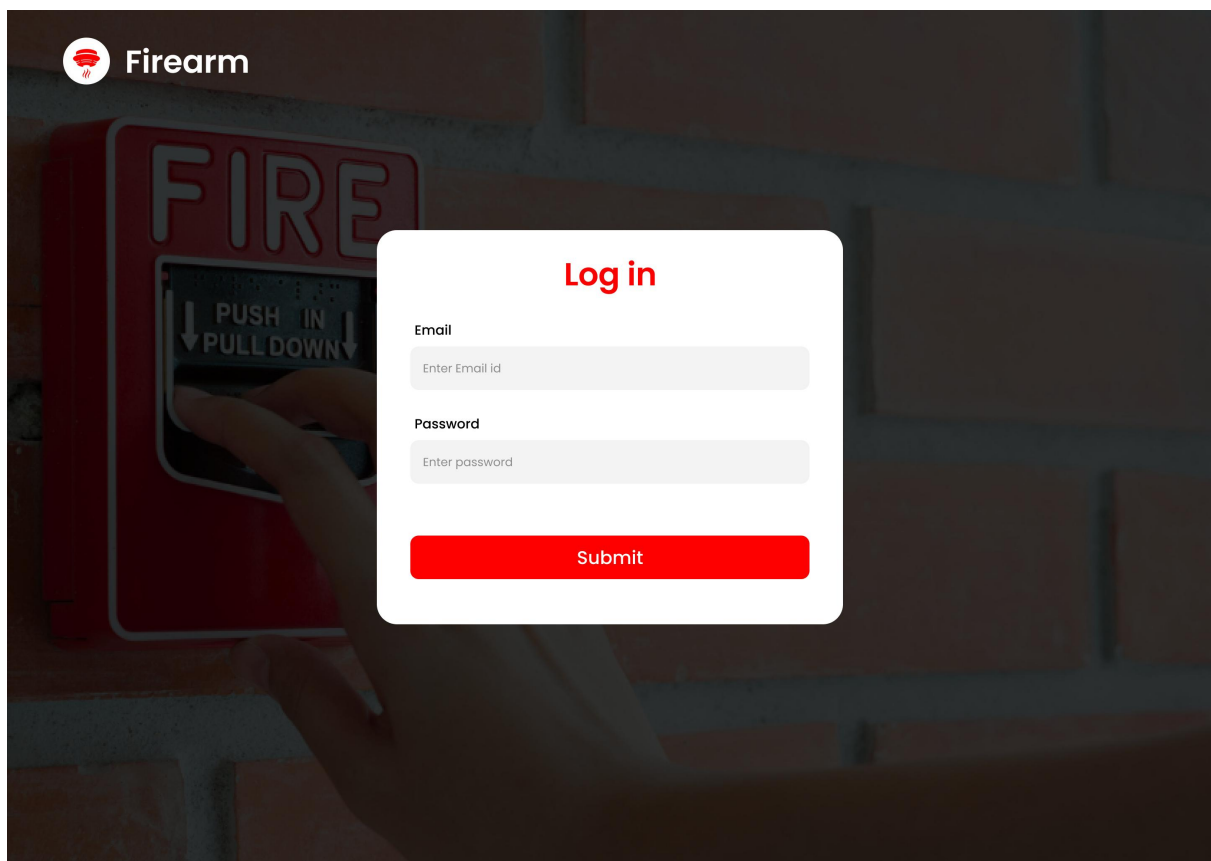 Firearm
FIRE
PUSH IN
PULL DOWN
Log in
Email
Enter Email id
Password
Enter password
Submit